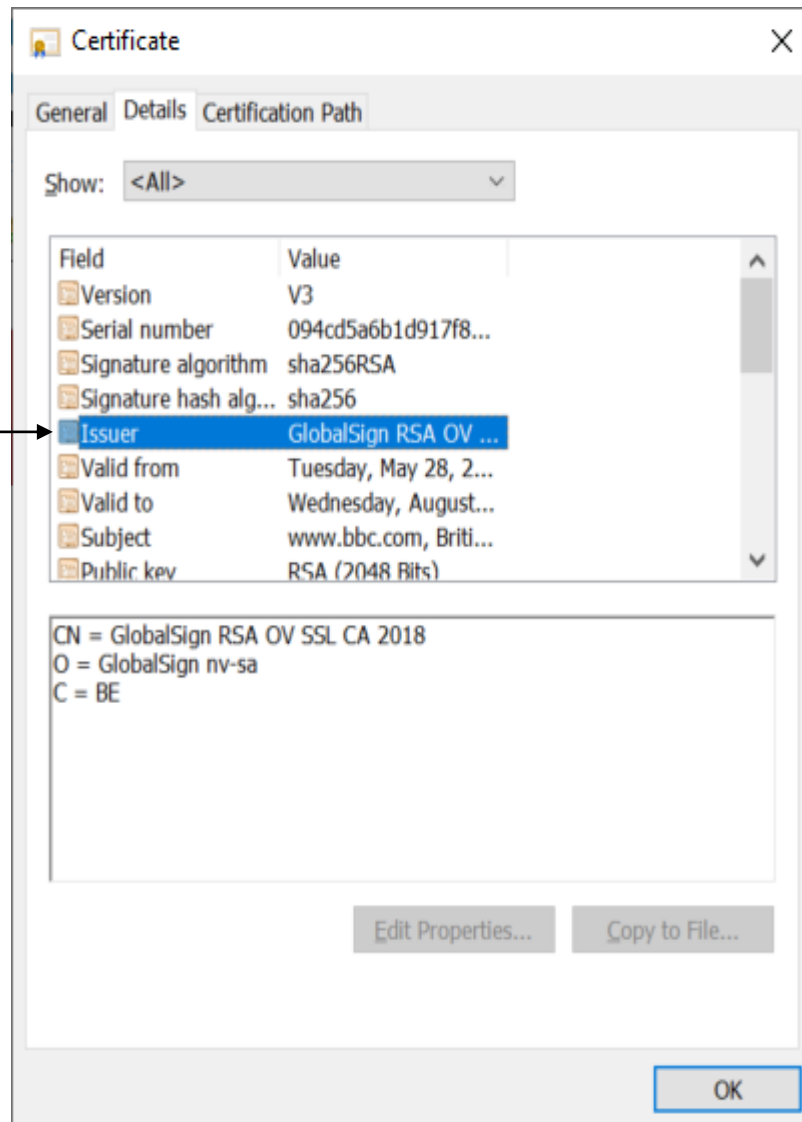 Certificate
General Details Certification Path
Show: <All>
Field Value
Version V3
Serial number 094cd5a6b1d917f8...
Signature algorithm sha256RSA
Signature hash alg... sha256
Issuer GlobalSign RSA OV ...
Valid from Tuesday, May 28, 2...
Valid to Wednesday, August...
Subject www.bbc.com, Briti...
Public key RSA (2048 Bits)
CN = GlobalSign RSA OV SSL CA 2018
O = GlobalSign nv-sa
C = BE
Edit Properties... Copy to File...
OK